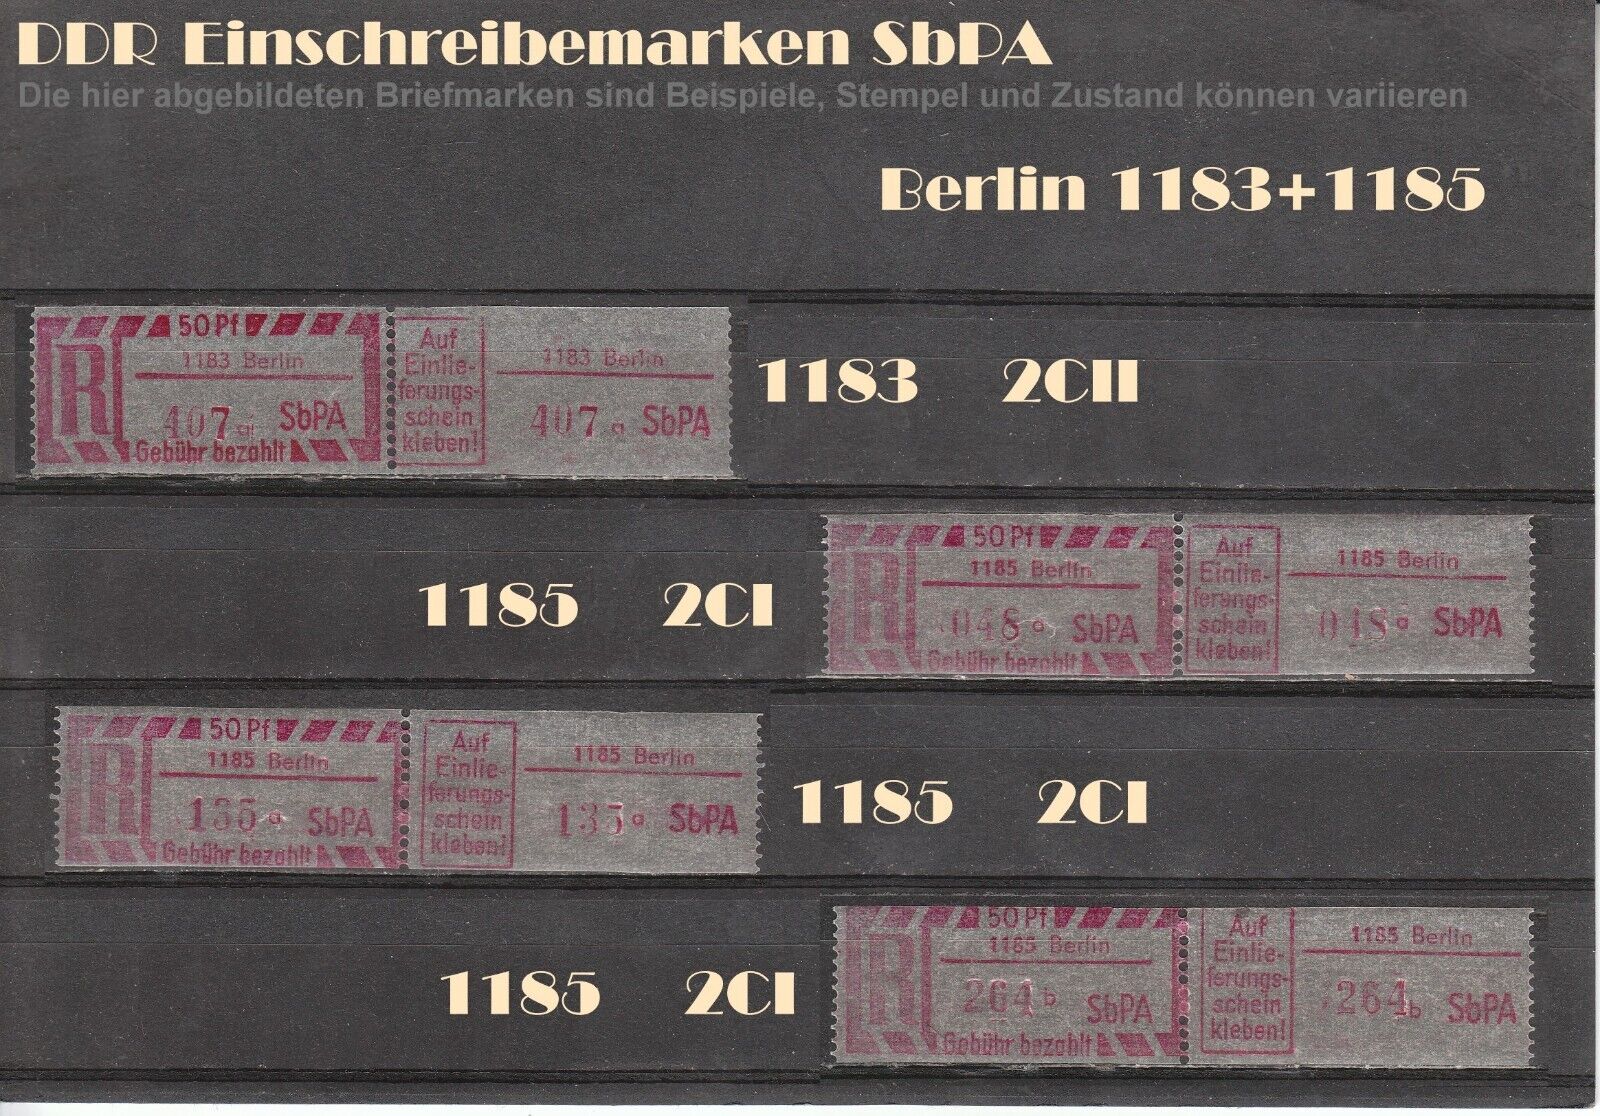 DDR Einschreibemarken SbPA
Die hier abgebildeten Briefmarken sind Beispiele, Stempel und Zustand können variieren
Berlin 1183+1185
50 Pf
1183 Berlin
R
407 a SbPA
Gebühr bezahlt
Auf
Einlie-
ferungs-
schein
kleben!
1183 Berlin
407 a SbPA
1183 2CII
1185 2CI
50 Pf
1185 Berlin
R
048 a SbPA
Gebühr bezahlt
Auf
Einlie-
ferungs-
schein
kleben!
1185 Berlin
048 a SbPA
50 Pf
1185 Berlin
R
135 a SbPA
Gebühr bezahlt
Auf
Einlie-
ferungs-
schein
kleben!
1185 Berlin
135 a SbPA
1185 2CI
1185 2CI
50 Pf
1185 Berlin
R
264 b SbPA
Gebühr bezahlt
Auf
Einlie-
ferungs-
schein
kleben!
1185 Berlin
264 b SbPA